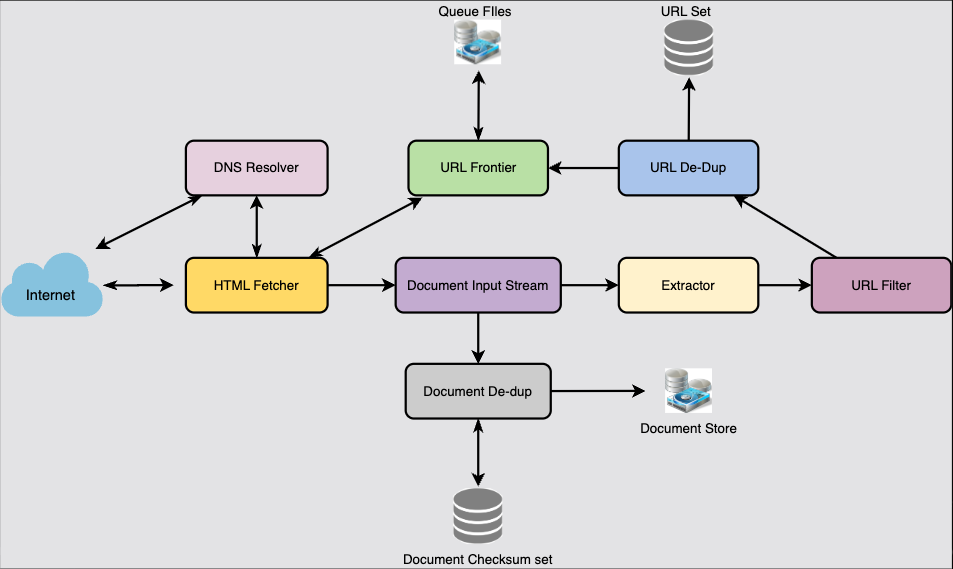 Queue FIles
URL Set
DNS Resolver
URL Frontier
URL De-Dup
Internet
HTML Fetcher
Document Input Stream
Extractor
URL Filter
Document De-dup
Document Store
Document Checksum set